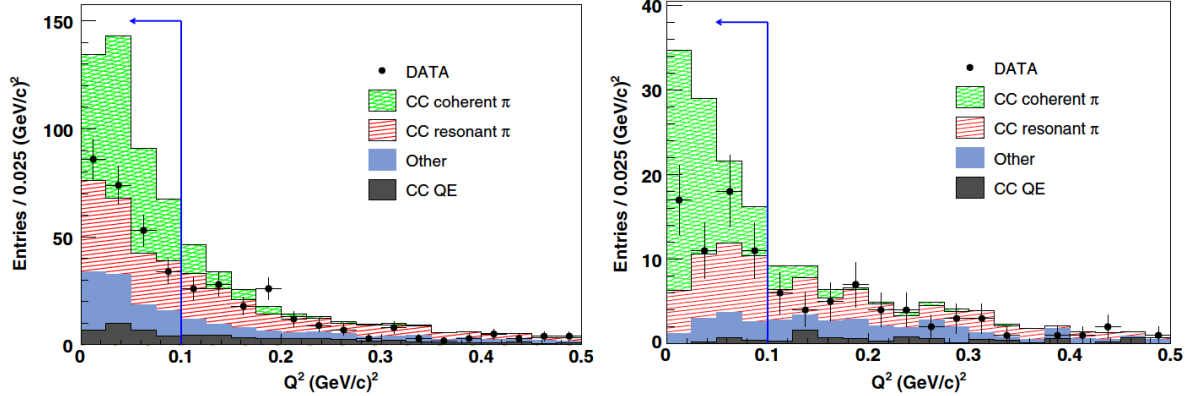 150
100
50
0
Entries / 0.025 (GeV/c)²
DATA
CC coherent π
CC resonant π
Other
CC QE
0 0.1 0.2 0.3 0.4 0.5
Q² (GeV/c)²
40
30
20
10
0
Entries / 0.025 (GeV/c)²
DATA
CC coherent π
CC resonant π
Other
CC QE
0 0.1 0.2 0.3 0.4 0.5
Q² (GeV/c)²